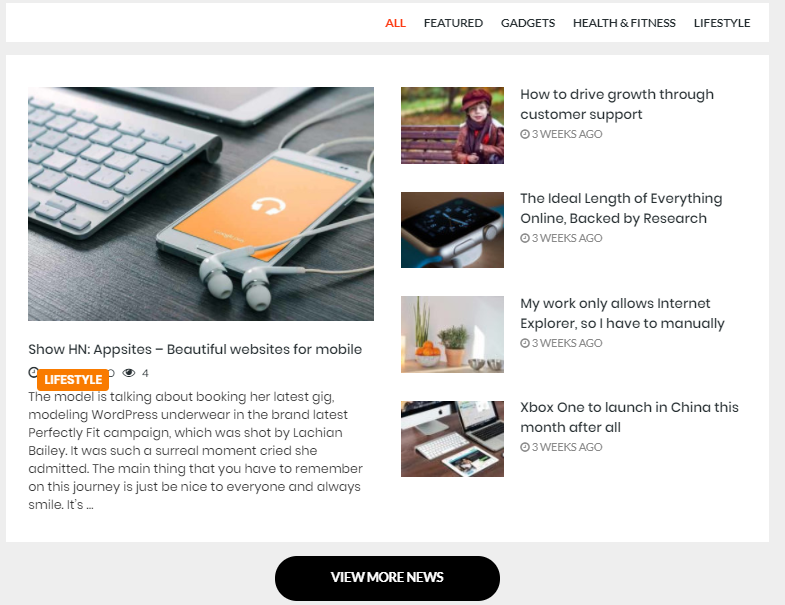 ALL FEATURED GADGETS HEALTH & FITNESS LIFESTYLE
Show HN: Appsites – Beautiful websites for mobile
LIFESTYLE
4
The model is talking about booking her latest gig,
modeling WordPress underwear in the brand latest
Perfectly Fit campaign, which was shot by Lachian
Bailey. It was such a surreal moment cried she
admitted. The main thing that you have to remember
on this journey is just be nice to everyone and always
smile. It's ...
How to drive growth through
customer support
3 WEEKS AGO
The Ideal Length of Everything
Online, Backed by Research
3 WEEKS AGO
My work only allows Internet
Explorer, so I have to manually
3 WEEKS AGO
Xbox One to launch in China this
month after all
3 WEEKS AGO
VIEW MORE NEWS